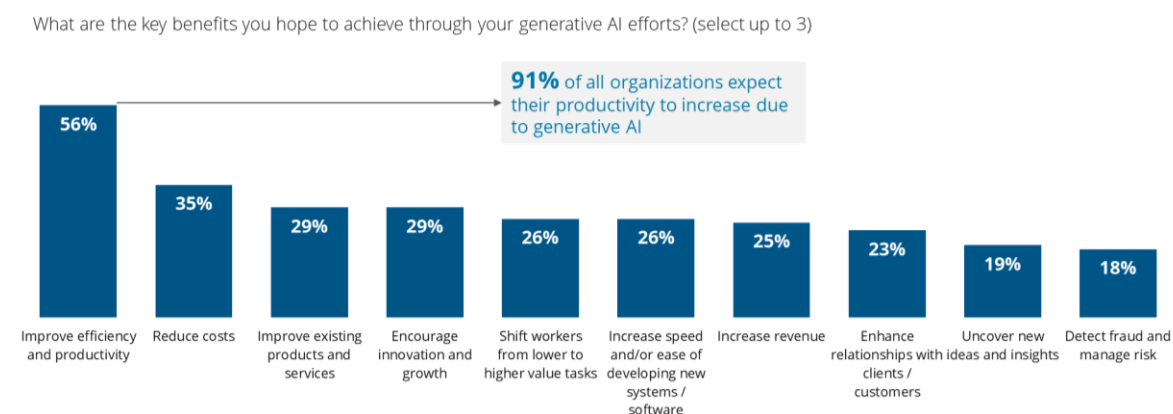 What are the key benefits you hope to achieve through your generative AI efforts? (select up to 3)
91% of all organizations expect
their productivity to increase due
to generative AI
56%
35%
29%
29%
26%
26%
25%
23%
19%
18%
Improve efficiency
and productivity
Reduce costs
Improve existing
products and
services
Encourage
innovation and
growth
Shift workers
from lower to
higher value tasks
Increase speed
and/or ease of
developing new
systems /
software
Increase revenue
Enhance
relationships with
clients /
customers
Uncover new
ideas and insights
Detect fraud and
manage risk